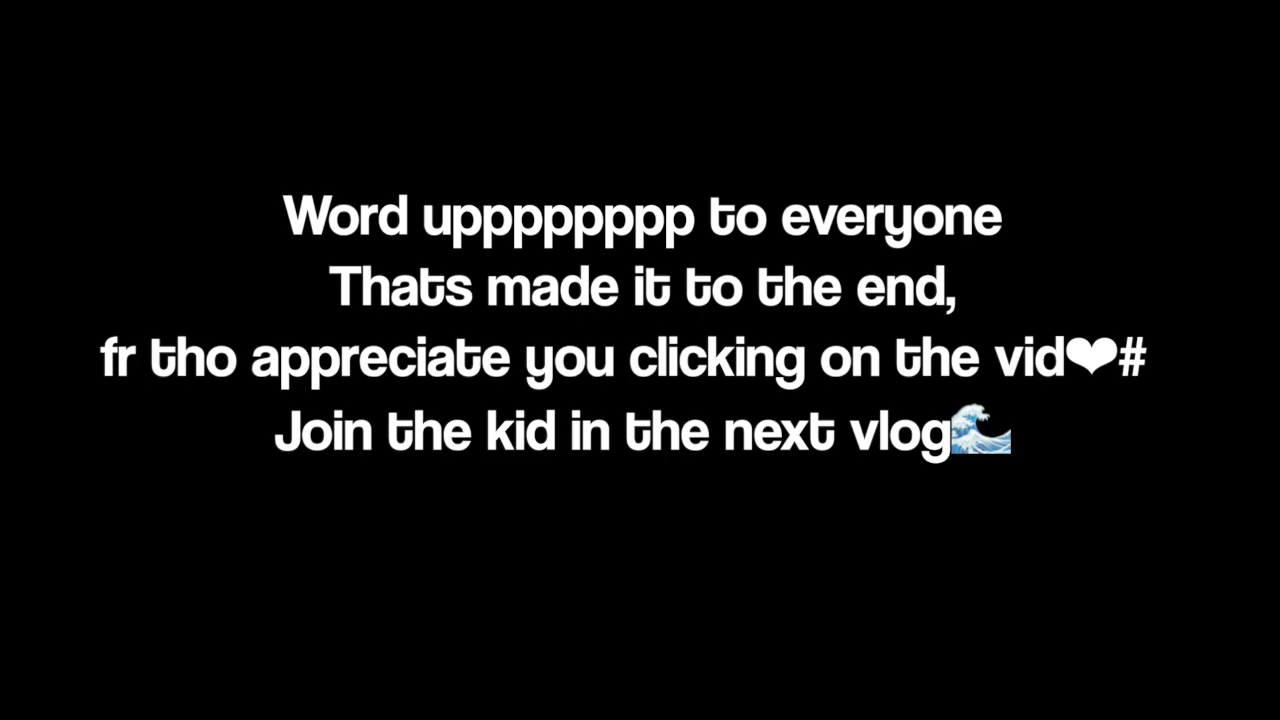 Word upppppppp to everyone
Thats made it to the end,
fr tho appreciate you clicking on the vid❤#
Join the kid in the next vlog🌊